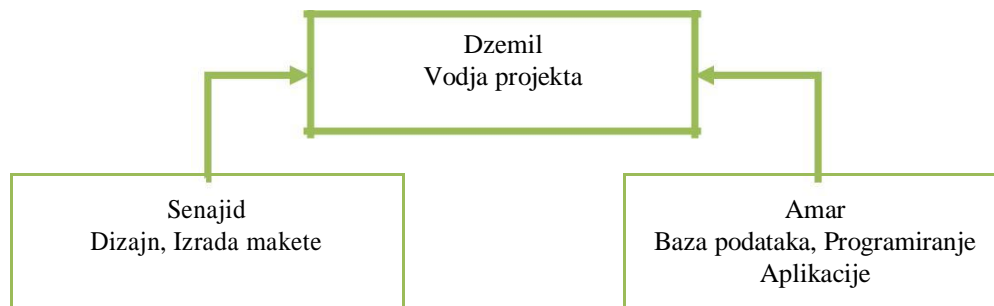 Dzemil
Vodja projekta
Senajid
Dizajn, Izrada makete
Amar
Baza podataka, Programiranje
Aplikacije